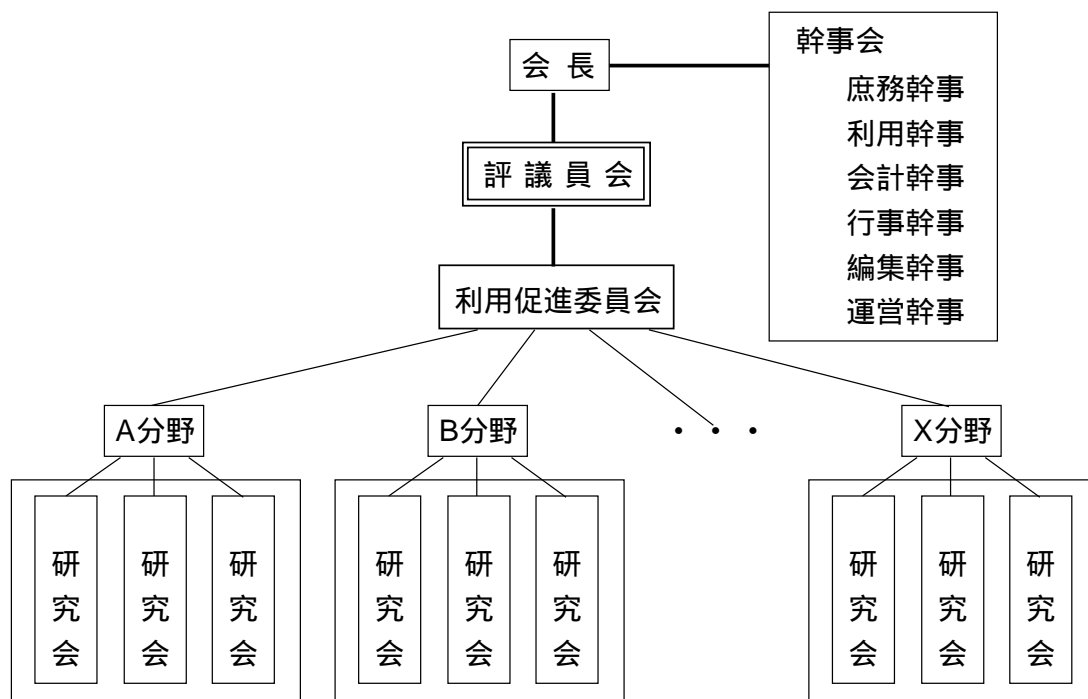 会長
幹事会
庶務幹事
利用幹事
会計幹事
行事幹事
編集幹事
運営幹事
評議員会
利用促進委員会
A分野
B分野
・・・
X分野
研究会
研究会
研究会
研究会
研究会
研究会
研究会
研究会
研究会